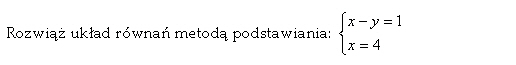 Rozwiąż układ równań metodą podstawiania: { x − y = 1
x = 4